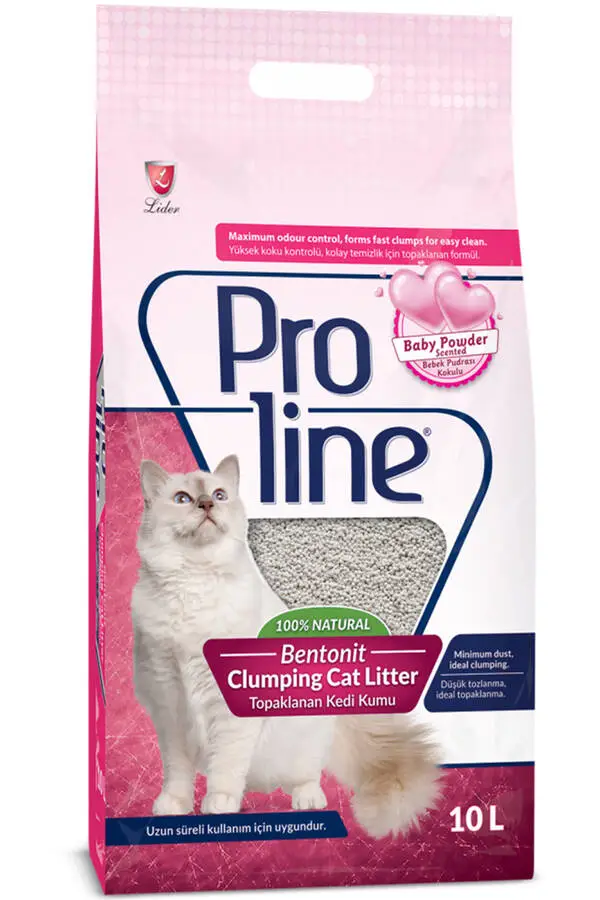 Lider
Maximum odour control, forms fast clumps for easy clean.
Yüksek koku kontrolü, kolay temizlik için topaklanan formül.
Pro
line®
Baby Powder
Scented
Bebek Pudrası
Kokulu
100% NATURAL
Bentonit
Clumping Cat Litter
Topaklanan Kedi Kumu
Minimum dust,
ideal clumping.
Düşük tozlanma,
ideal topaklanma.
Uzun süreli kullanım için uygundur.
10 L